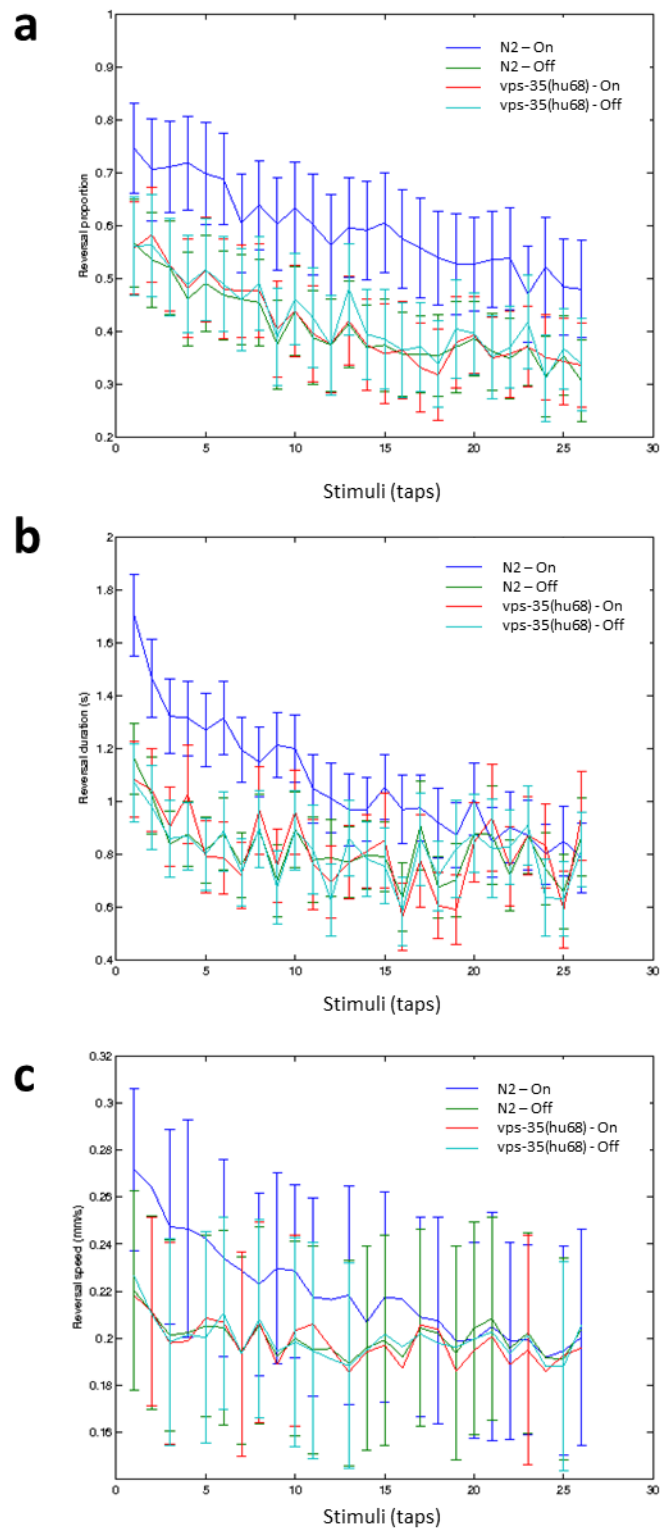 a
1
0.9
0.8
0.7
0.6
0.5
0.4
0.3
0.2
Reversal proportion
N2 – On
N2 – Off
vps-35(hu68) - On
vps-35(hu68) - Off
0
5
10
15
20
25
30
Stimuli (taps)
b
2
1.8
1.6
1.4
1.2
1
0.8
0.6
0.4
Reversal duration (s)
N2 – On
N2 – Off
vps-35(hu68) - On
vps-35(hu68) - Off
0
5
10
15
20
25
30
Stimuli (taps)
c
0.32
0.3
0.28
0.26
0.24
0.22
0.2
0.18
0.16
Reversal speed (mm/s)
N2 – On
N2 – Off
vps-35(hu68) - On
vps-35(hu68) - Off
0
5
10
15
20
25
30
Stimuli (taps)